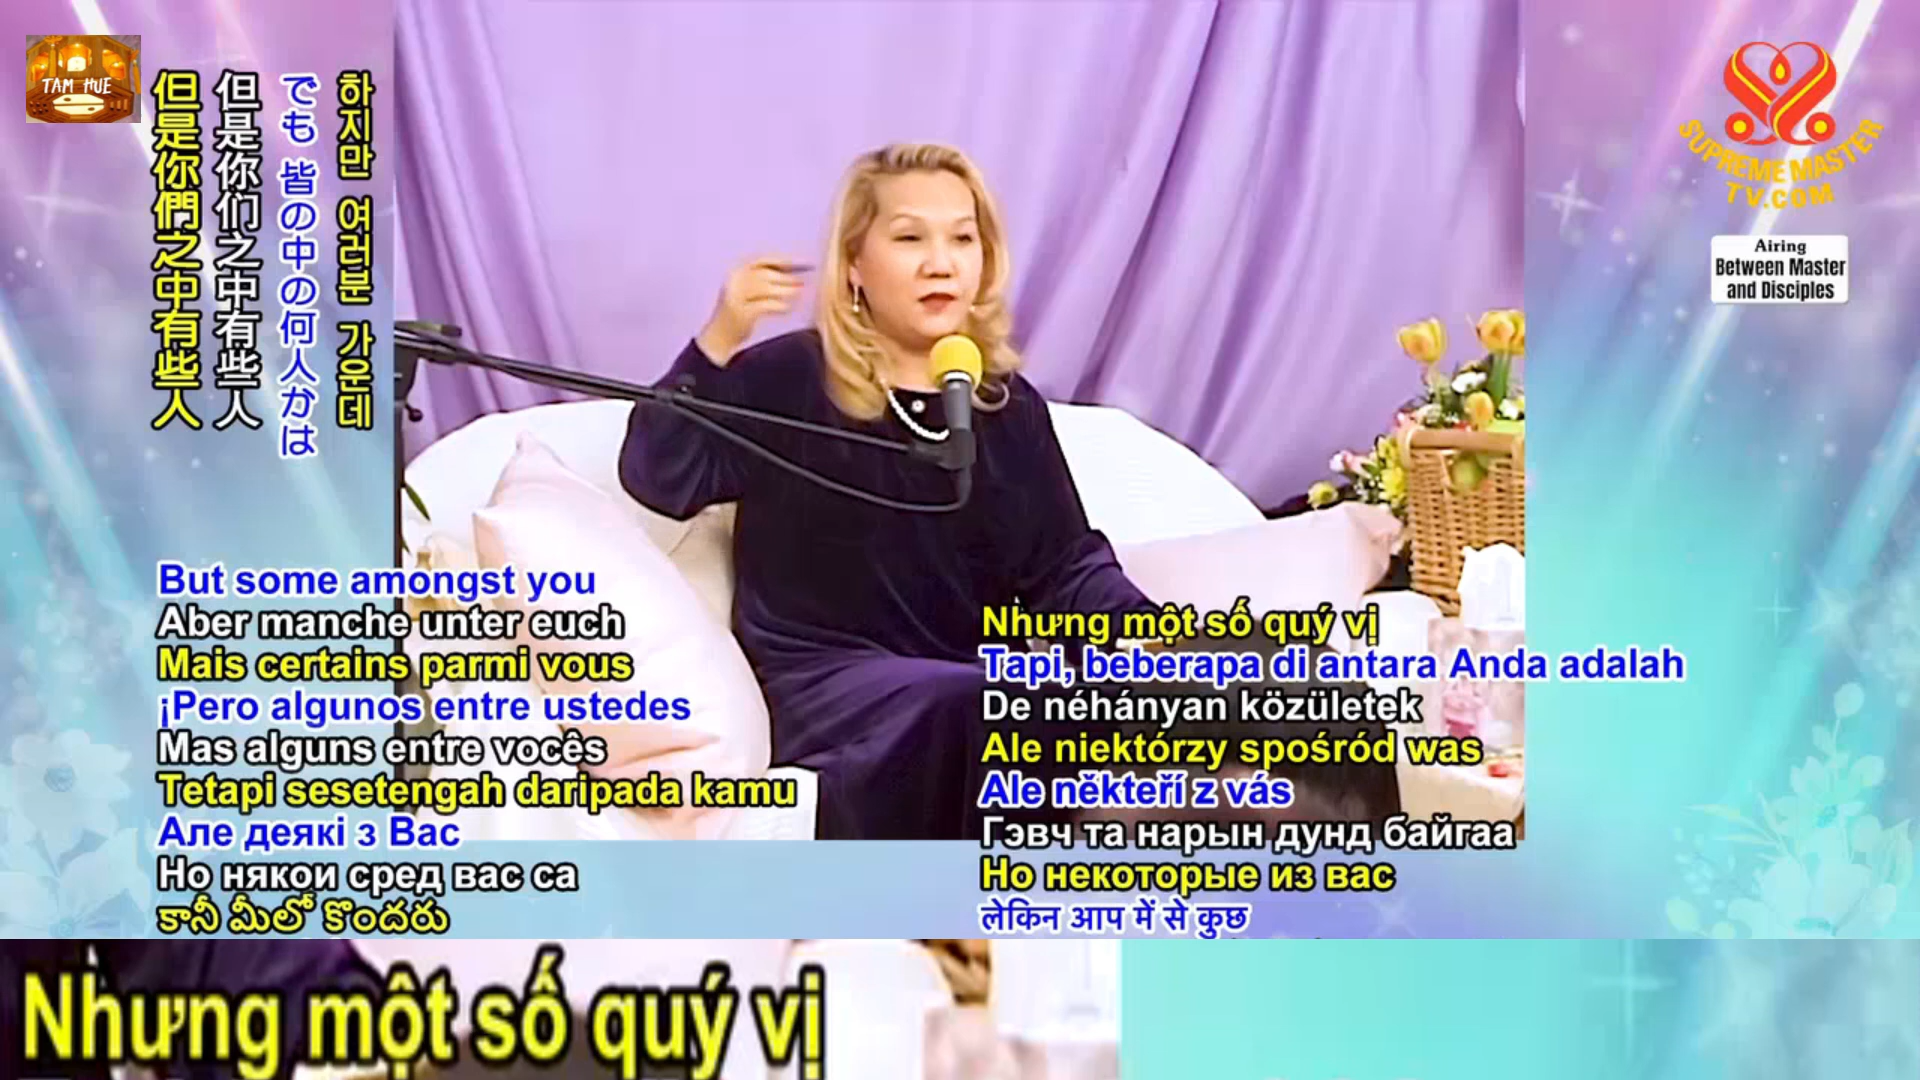 TAM HUE
但是你們之中有些人
但是你们之中有些人
でも 皆の中の何人かは
하지만 여러분 가운데
SUPREME MASTER
TV.COM
Airing
Between Master
and Disciples
But some amongst you
Aber manche unter euch
Mais certains parmi vous
¡Pero algunos entre ustedes
Mas alguns entre vocês
Tetapi sesetengah daripada kamu
Але деякі з Вас
Но някои сред вас са
కానీ మీలో కొందరు
Nhưng một số quý vị
Tapi, beberapa di antara Anda adalah
De néhányan közületek
Ale niektórzy spośród was
Ale někteří z vás
Гэвч та нарын дунд байгаа
Но некоторые из вас
लेकिन आप में से कुछ
Nhưng một số quý vị